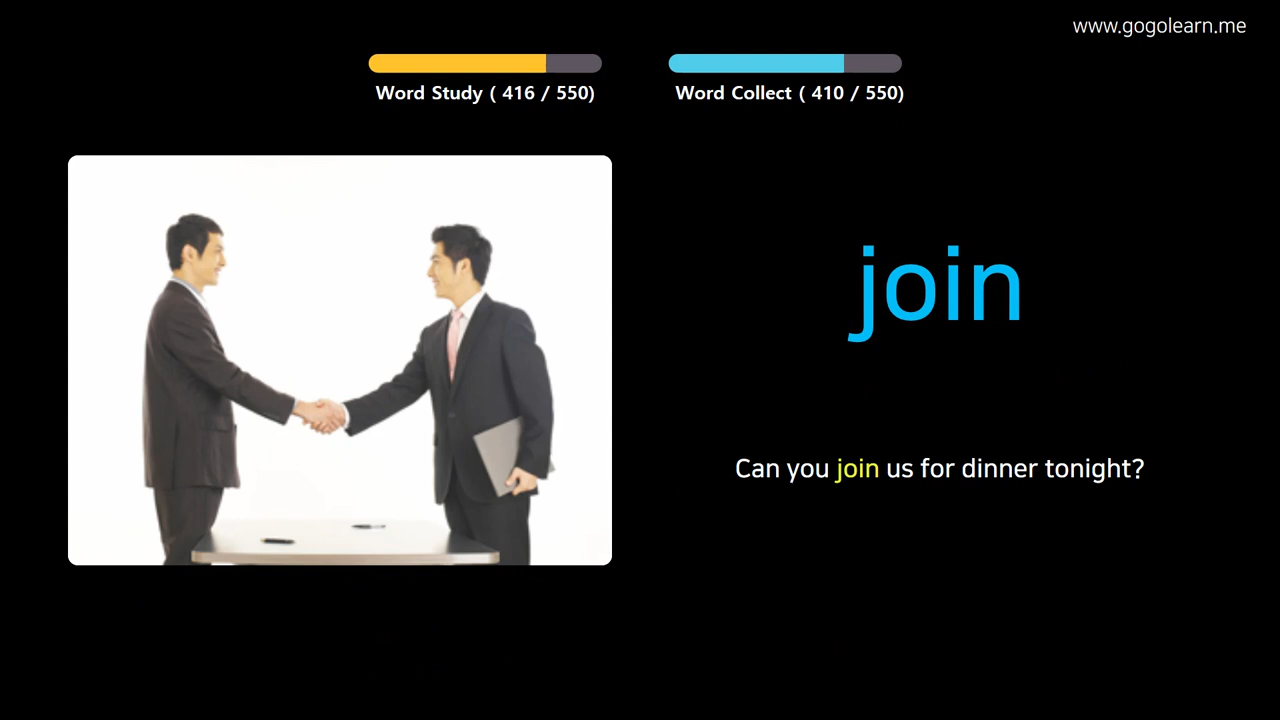 www.gogolearn.me
Word Study ( 416 / 550)
Word Collect ( 410 / 550)
join
Can you join us for dinner tonight?